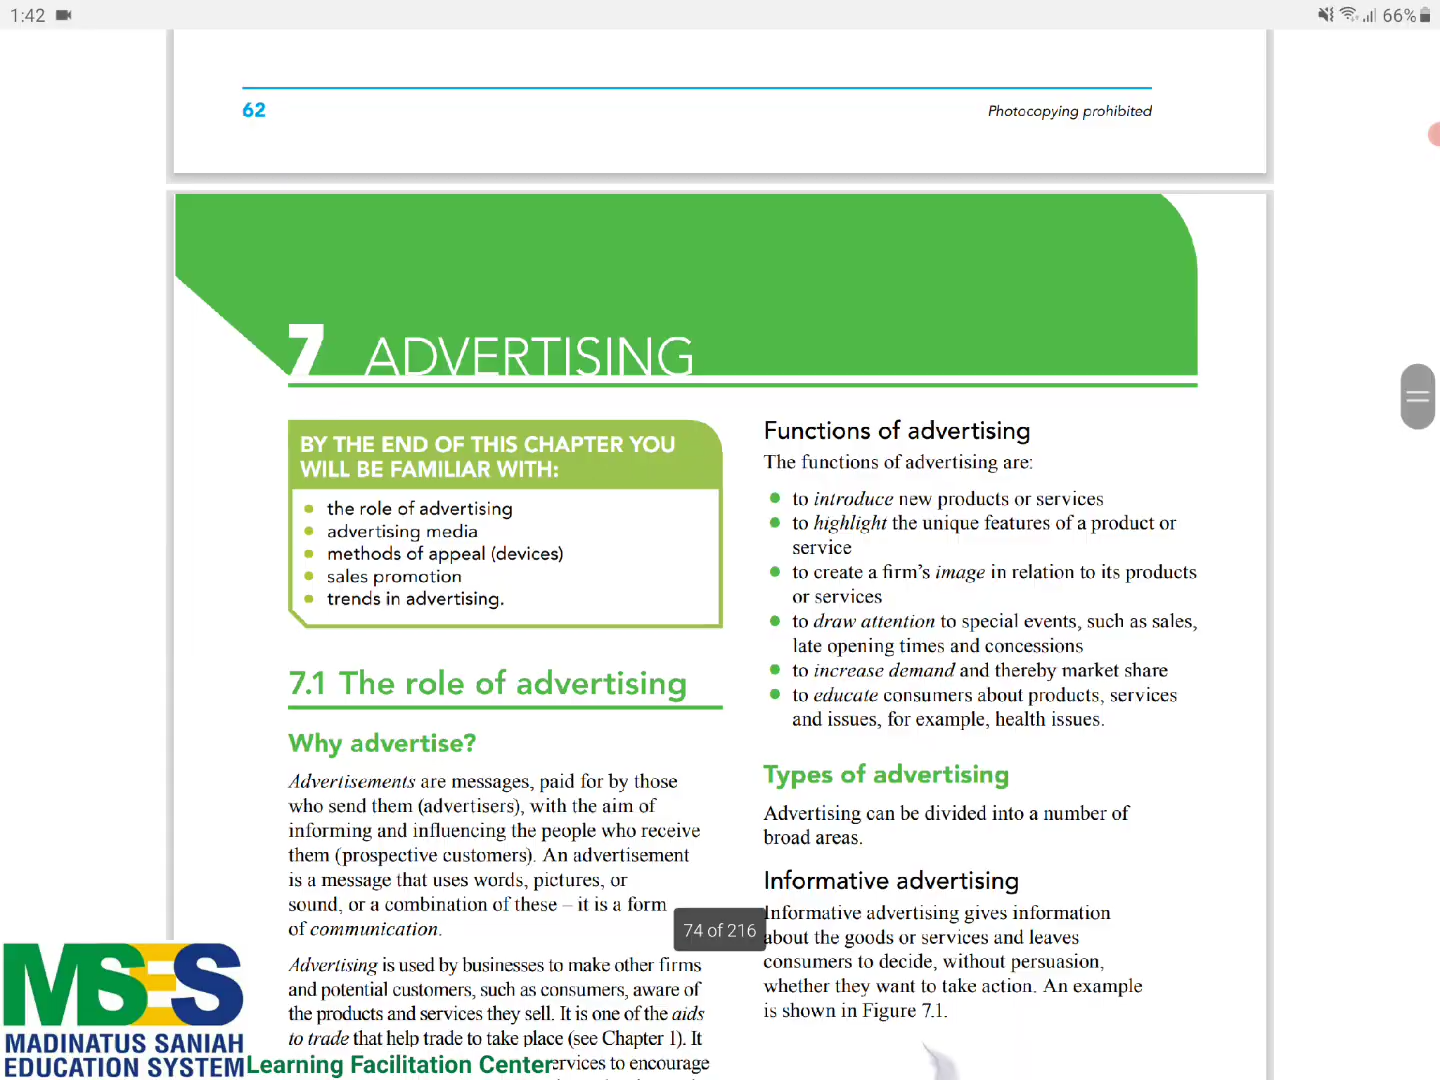 1:42
66%
62
Photocopying prohibited
7 ADVERTISING
BY THE END OF THIS CHAPTER YOU
WILL BE FAMILIAR WITH:
• the role of advertising
• advertising media
• methods of appeal (devices)
• sales promotion
• trends in advertising.
7.1 The role of advertising
Why advertise?
Advertisements are messages, paid for by those
who send them (advertisers), with the aim of
informing and influencing the people who receive
them (prospective customers). An advertisement
is a message that uses words, pictures, or
sound, or a combination of these – it is a form
of communication.
Advertising is used by businesses to make other firms
and potential customers, such as consumers, aware of
the products and services they sell. It is one of the aids
to trade that help trade to take place (see Chapter 1). It
ervices to encourage
Functions of advertising
The functions of advertising are:
• to introduce new products or services
• to highlight the unique features of a product or
service
• to create a firm's image in relation to its products
or services
• to draw attention to special events, such as sales,
late opening times and concessions
• to increase demand and thereby market share
• to educate consumers about products, services
and issues, for example, health issues.
Types of advertising
Advertising can be divided into a number of
broad areas.
Informative advertising
Informative advertising gives information
about the goods or services and leaves
consumers to decide, without persuasion,
whether they want to take action. An example
is shown in Figure 7.1.
74 of 216
MSES
MADINATUS SANIAH
EDUCATION SYSTEM
Learning Facilitation Center